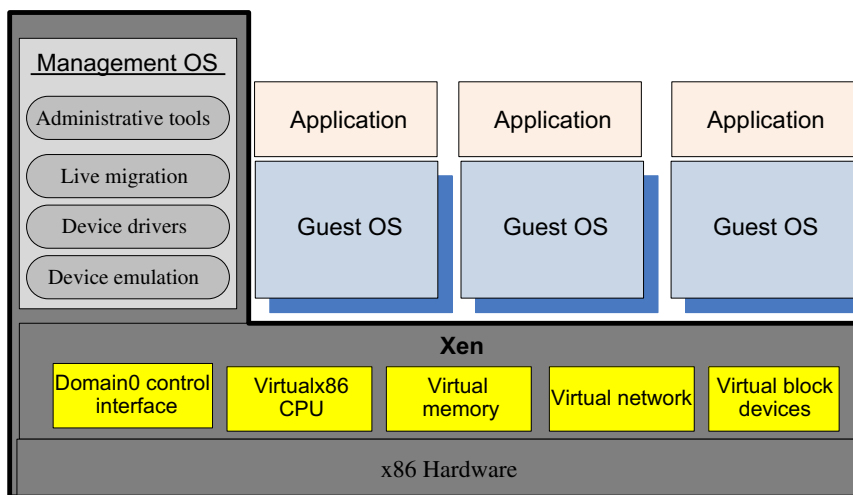 Management OS
Administrative tools
Live migration
Device drivers
Device emulation
Application
Application
Application
Guest OS
Guest OS
Guest OS
Xen
Domain0 control
interface
Virtualx86
CPU
Virtual
memory
Virtual network
Virtual block
devices
x86 Hardware